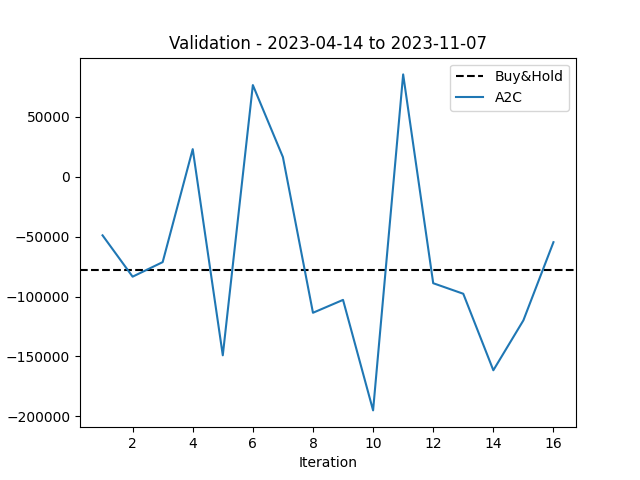 Validation - 2023-04-14 to 2023-11-07
Buy&Hold
A2C
50000
0
−50000
−100000
−150000
−200000
2 4 6 8 10 12 14 16
Iteration